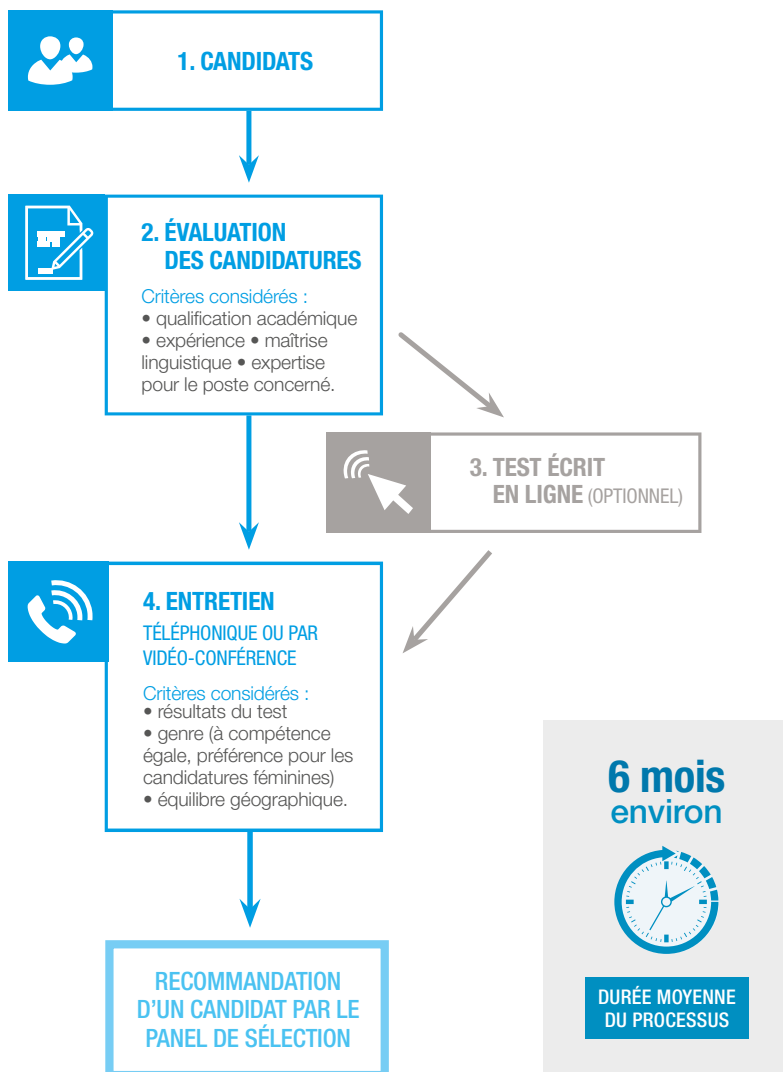 1. CANDIDATS
2. ÉVALUATION
DES CANDIDATURES
Critères considérés :
• qualification académique
• expérience • maîtrise
linguistique • expertise
pour le poste concerné.
3. TEST ÉCRIT
EN LIGNE (OPTIONNEL)
4. ENTRETIEN
TÉLÉPHONIQUE OU PAR
VIDÉO-CONFÉRENCE
Critères considérés :
• résultats du test
• genre (à compétence
égale, préférence pour les
candidatures féminines)
• équilibre géographique.
6 mois
environ
DURÉE MOYENNE
DU PROCESSUS
RECOMMANDATION
D'UN CANDIDAT PAR LE
PANEL DE SÉLECTION